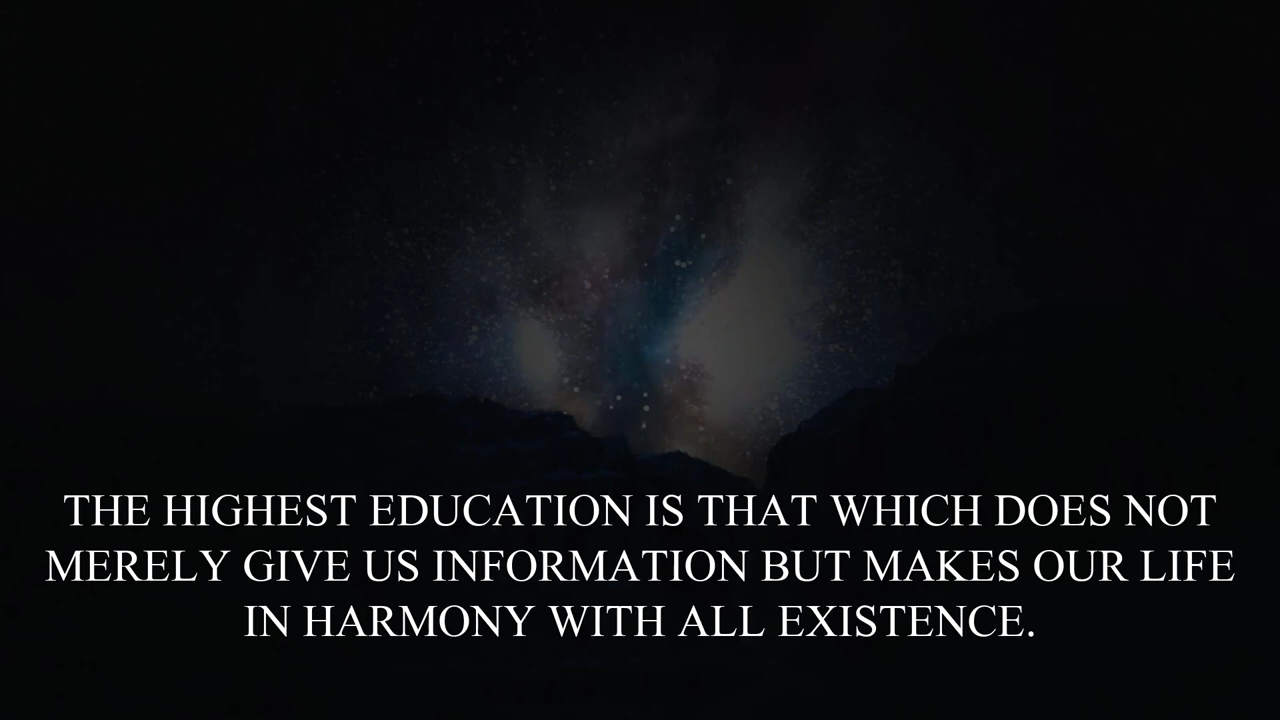 THE HIGHEST EDUCATION IS THAT WHICH DOES NOT
MERELY GIVE US INFORMATION BUT MAKES OUR LIFE
IN HARMONY WITH ALL EXISTENCE.